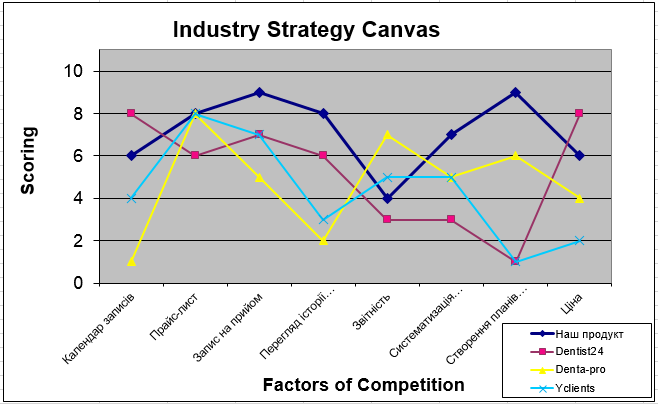 Industry Strategy Canvas
Scoring
10
8
6
4
2
0
Календар записів
Прайс-лист
Запис на прийом
Перегляд історії...
Звітність
Систематизація...
Створення планів...
Ціна
Factors of Competition
Наш продукт
Dentist24
Denta-pro
Yclients